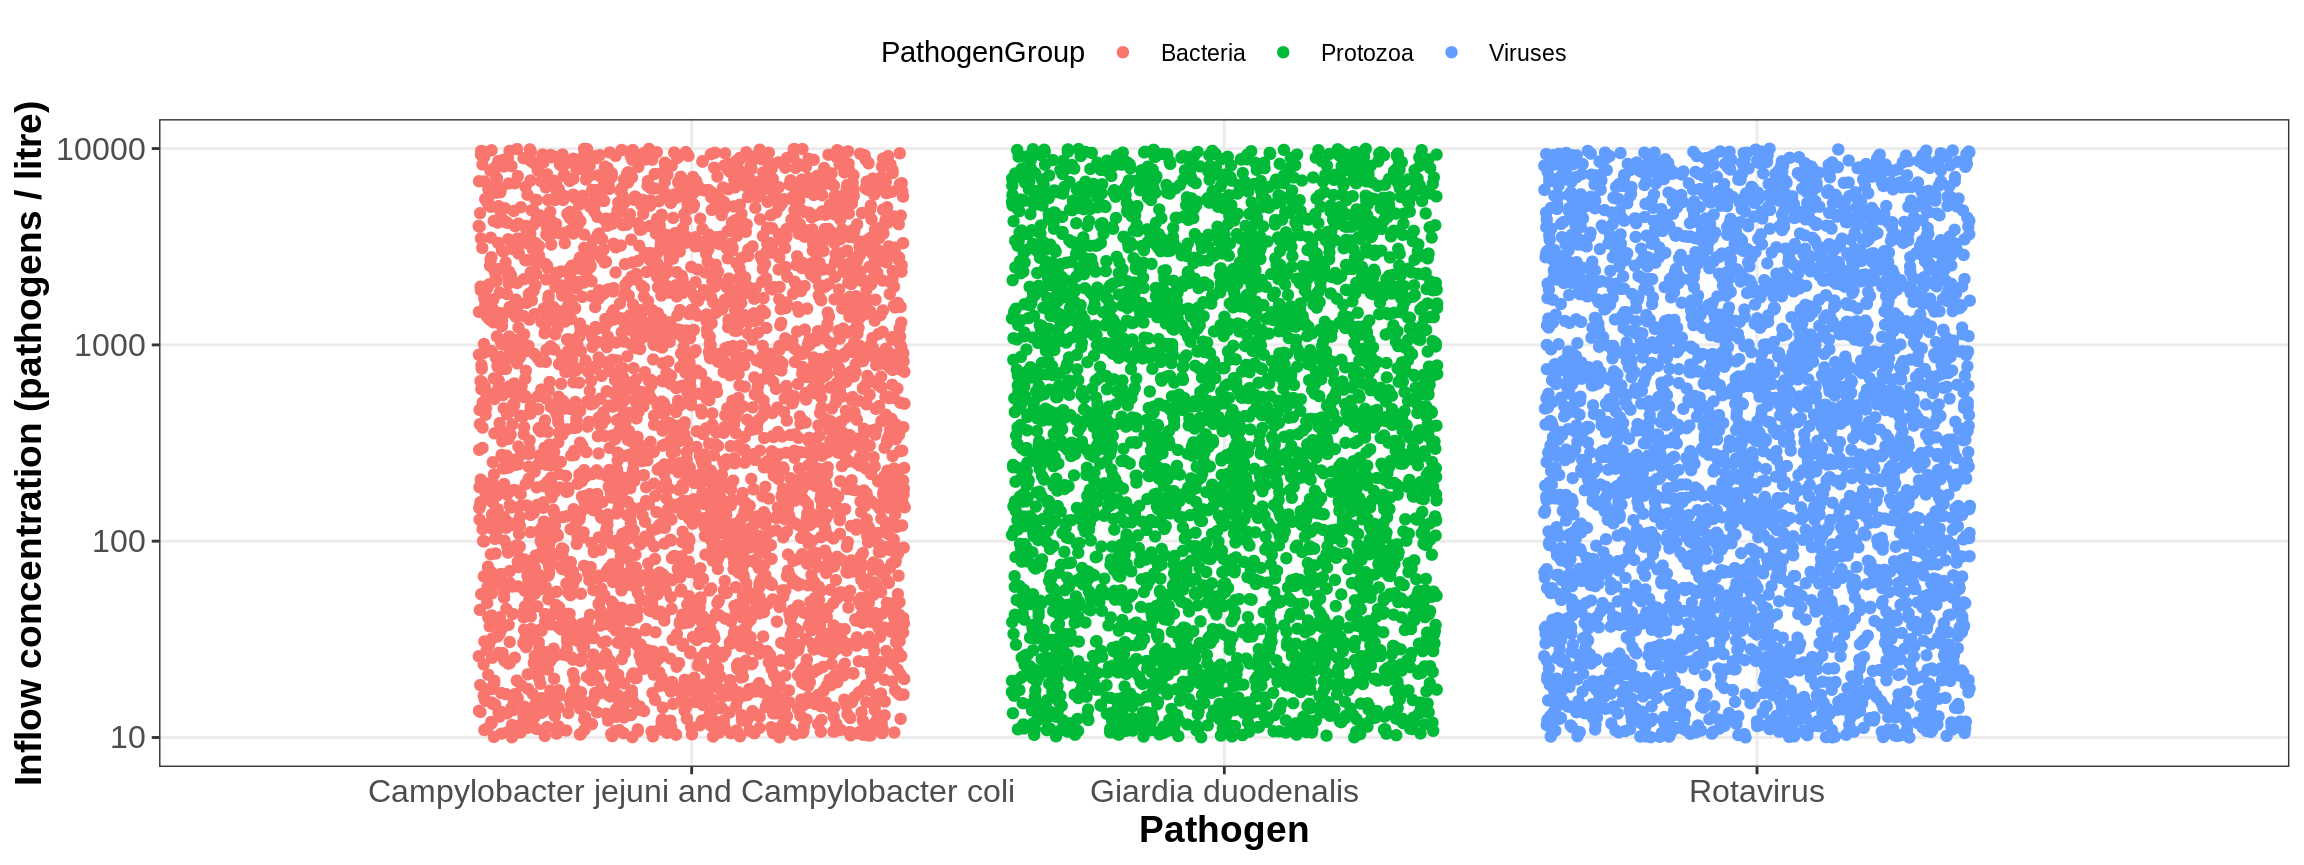 PathogenGroup Bacteria Protozoa Viruses
Inflow concentration (pathogens / litre)
10000
1000
100
10
Campylobacter jejuni and Campylobacter coli Giardia duodenalis Rotavirus
Pathogen